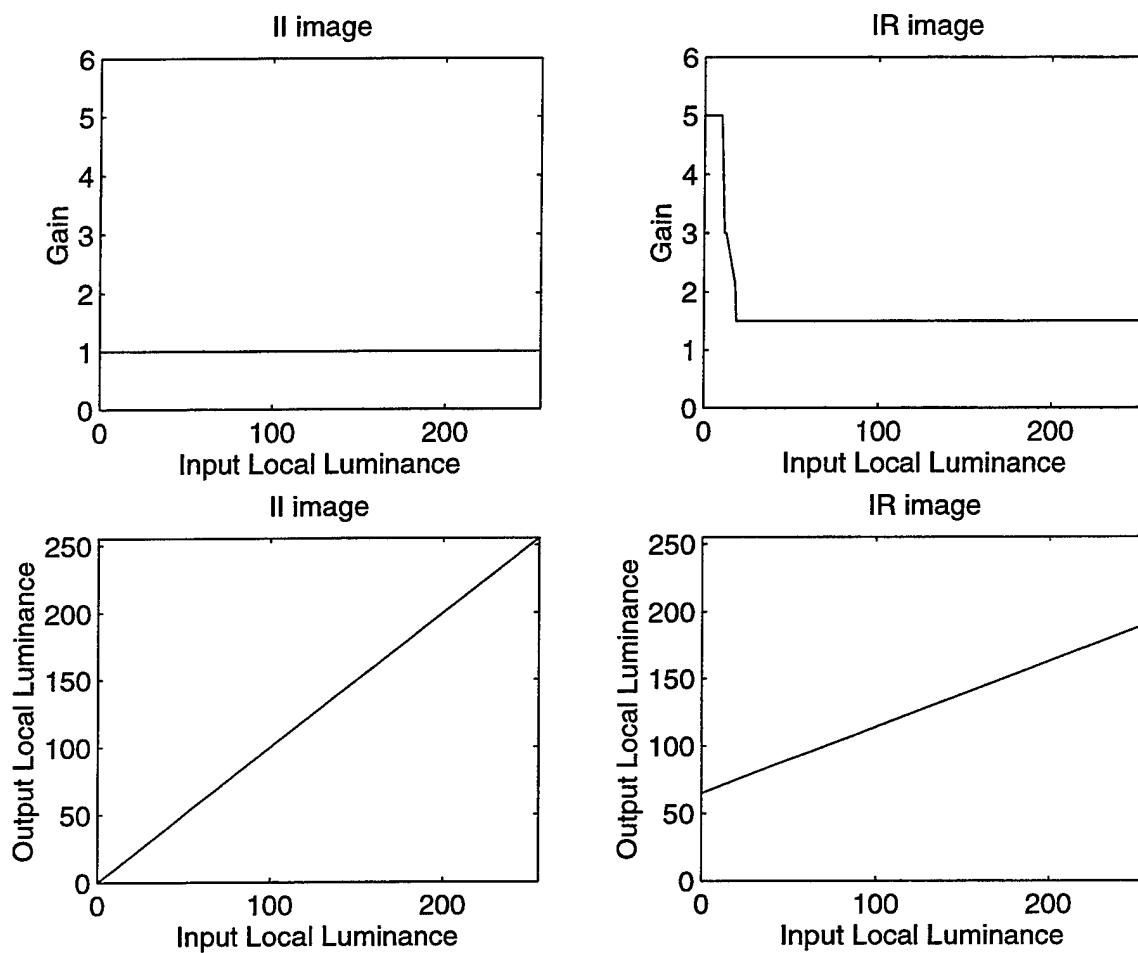 II image
6
5
4
3
2
1
0
Gain
0 100 200
Input Local Luminance
IR image
6
5
4
3
2
1
0
Gain
0 100 200
Input Local Luminance
II image
250
200
150
100
50
0
Output Local Luminance
0 100 200
Input Local Luminance
IR image
250
200
150
100
50
0
Output Local Luminance
0 100 200
Input Local Luminance